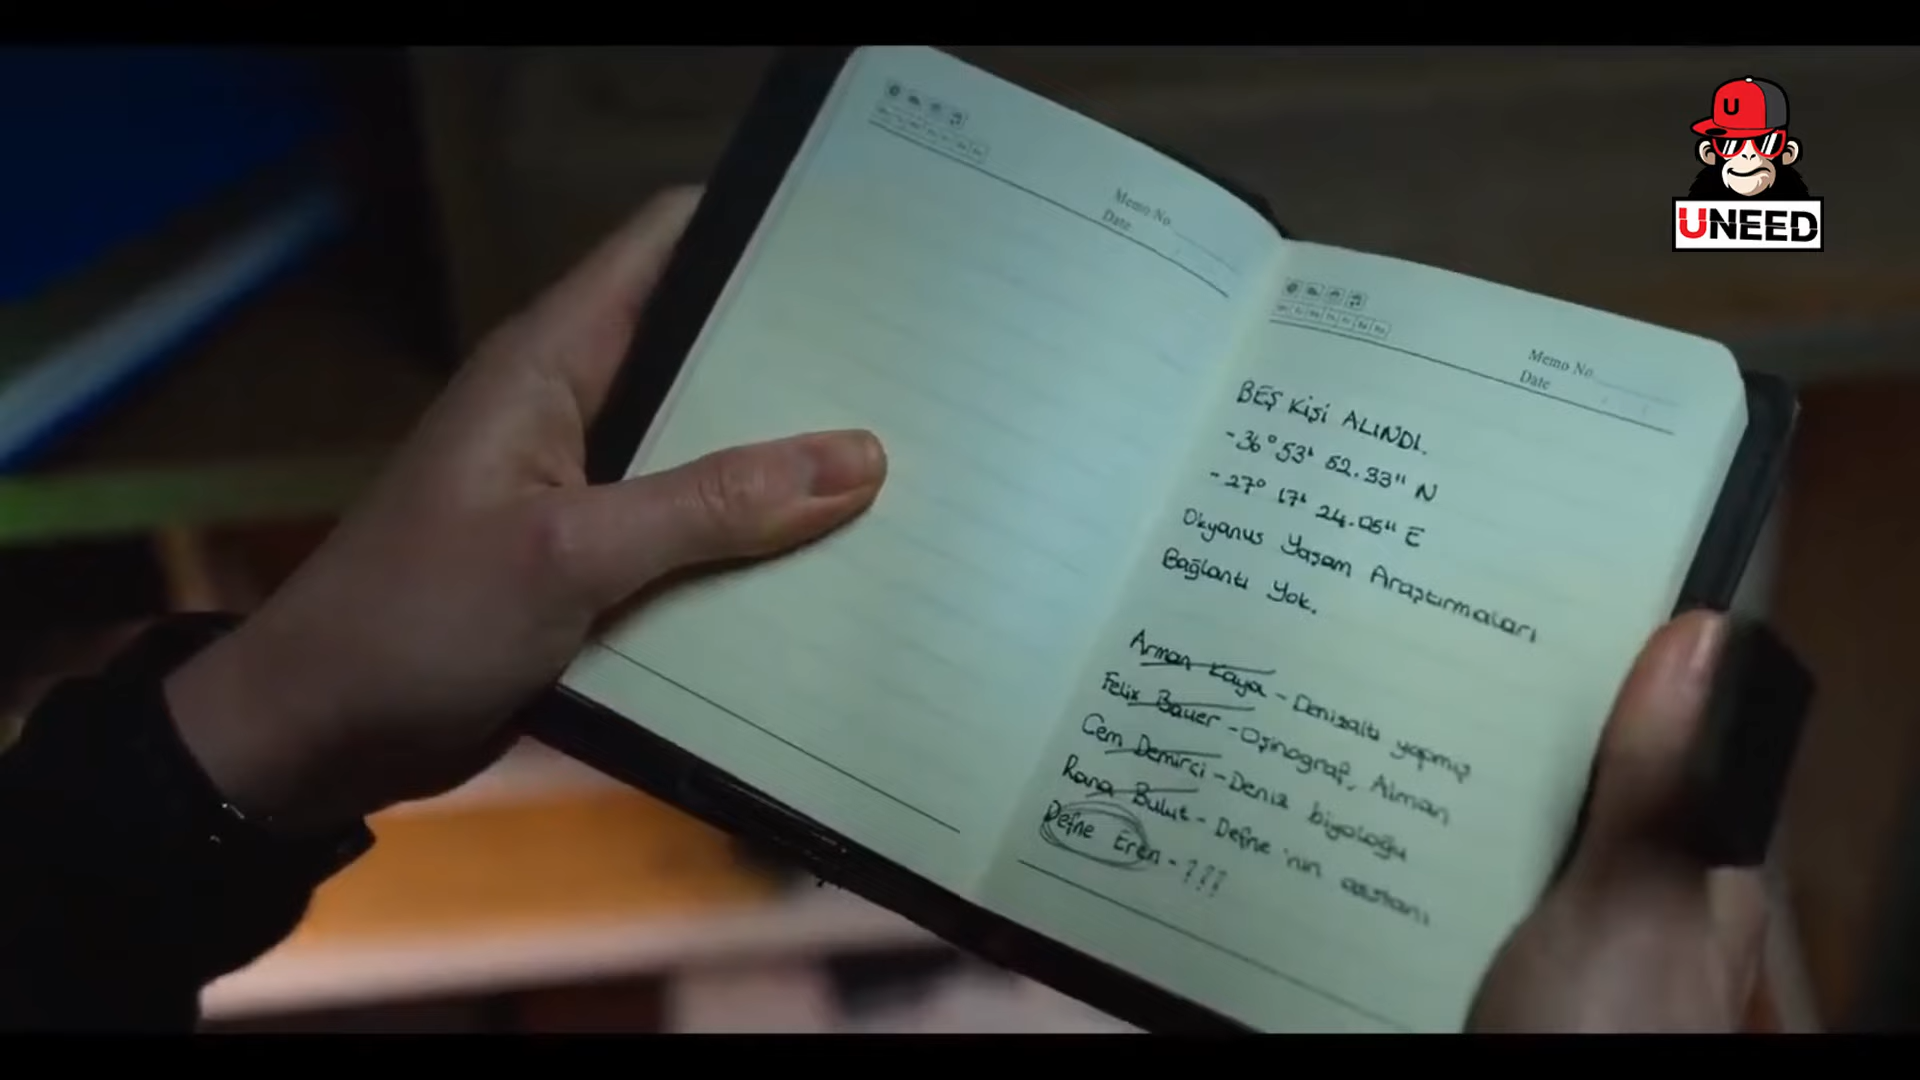 U
UNEED
Memo No.
Date
Memo No.
Date
BEŞ KİŞİ ALINDI.
-36° 53' 52.33" N
-27° 17' 24.05" E
Okyanus Yaşam Araştırmaları
Bağlantı Yok.
Arman Kaya - Denizaltı yapmış
Felix Bauer - Oşinograf, Alman
Cem Demirci - Deniz biyoloğu
Rana Bulut - Defne'nin asistanı
Defne Eren - ???